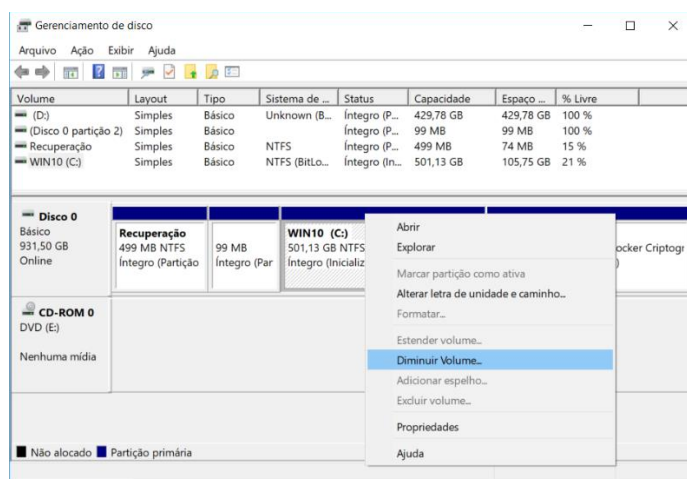 Gerenciamento de disco
Arquivo Ação Exibir Ajuda
Volume Layout Tipo Sistema de ... Status Capacidade Espaço ... % Livre
(D:) Simples Básico Unknown (B... Íntegro (P... 429,78 GB 429,78 GB 100 %
(Disco 0 partição 2) Simples Básico Íntegro (P... 99 MB 99 MB 100 %
Recuperação Simples Básico NTFS Íntegro (P... 499 MB 74 MB 15 %
WIN10 (C:) Simples Básico NTFS (BitLo... Íntegro (In... 501,13 GB 105,75 GB 21 %
Disco 0
Básico
931,50 GB
Online
Recuperação
499 MB NTFS
Íntegro (Partição
99 MB
Íntegro (Par
WIN10 (C:)
501,13 GB NTFS
Íntegro (Inicializ
ocker Criptogr
)
CD-ROM 0
DVD (E:)
Nenhuma mídia
Abrir
Explorar
Marcar partição como ativa
Alterar letra de unidade e caminho...
Formatar...
Estender volume...
Diminuir Volume...
Adicionar espelho...
Excluir volume...
Propriedades
Ajuda
Não alocado Partição primária